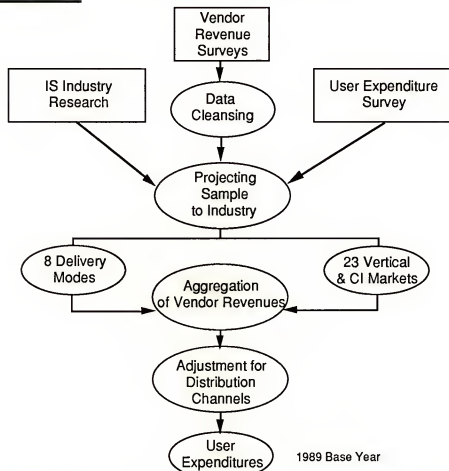 Vendor
Revenue
Surveys
IS Industry
Research
Data
Cleansing
User Expenditure
Survey
Projecting
Sample
to Industry
8 Delivery
Modes
23 Vertical
& CI Markets
Aggregation
of Vendor Revenues
Adjustment for
Distribution
Channels
User
Expenditures
1989 Base Year